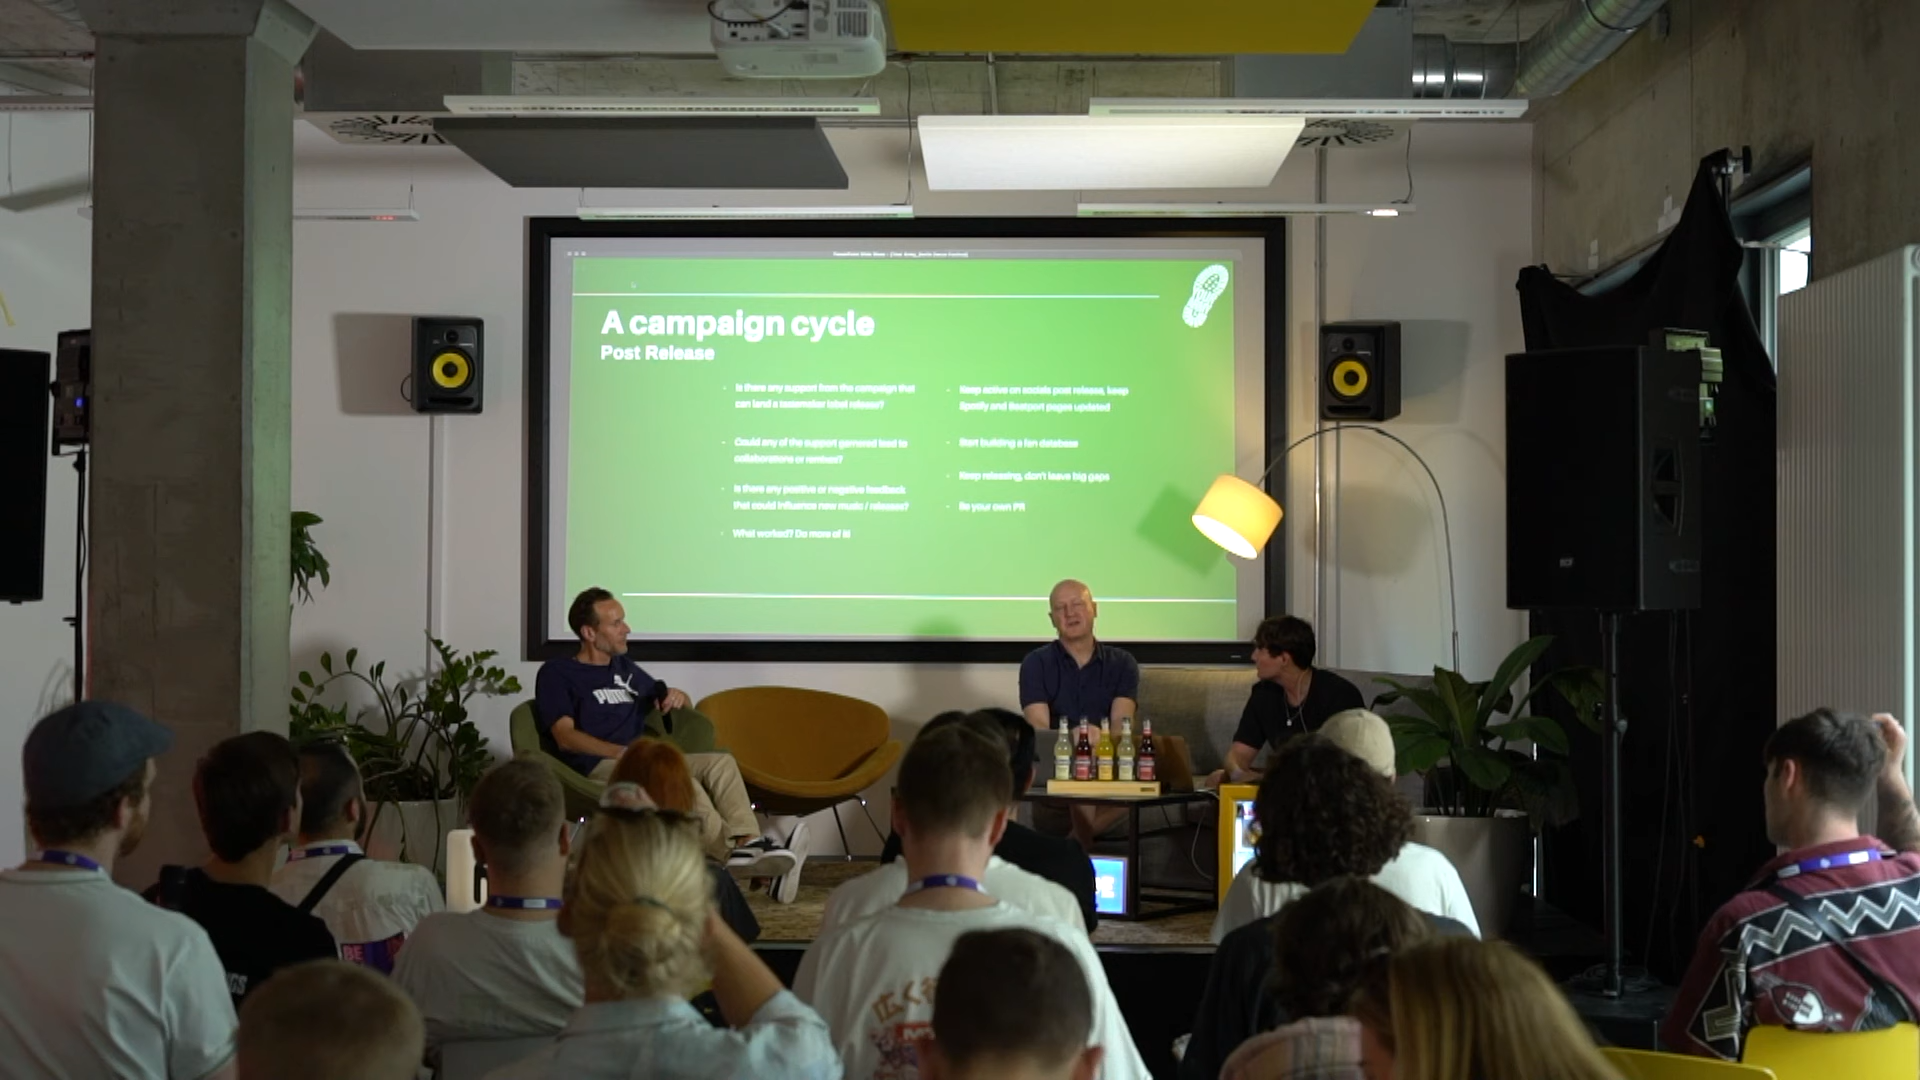 A campaign cycle
Post Release
Is there any support from the campaign that
can land a tastemaker label release?
Could any of the support garnered lead to
collaborations or remixes?
Is there any positive or negative feedback
that could influence new music / releases?
What worked? Do more of it!
Keep active on socials post release, keep
Spotify and Beatport pages updated
Start building a fan database
Keep releasing, don't leave big gaps
Be your own PR
PUMA
BE